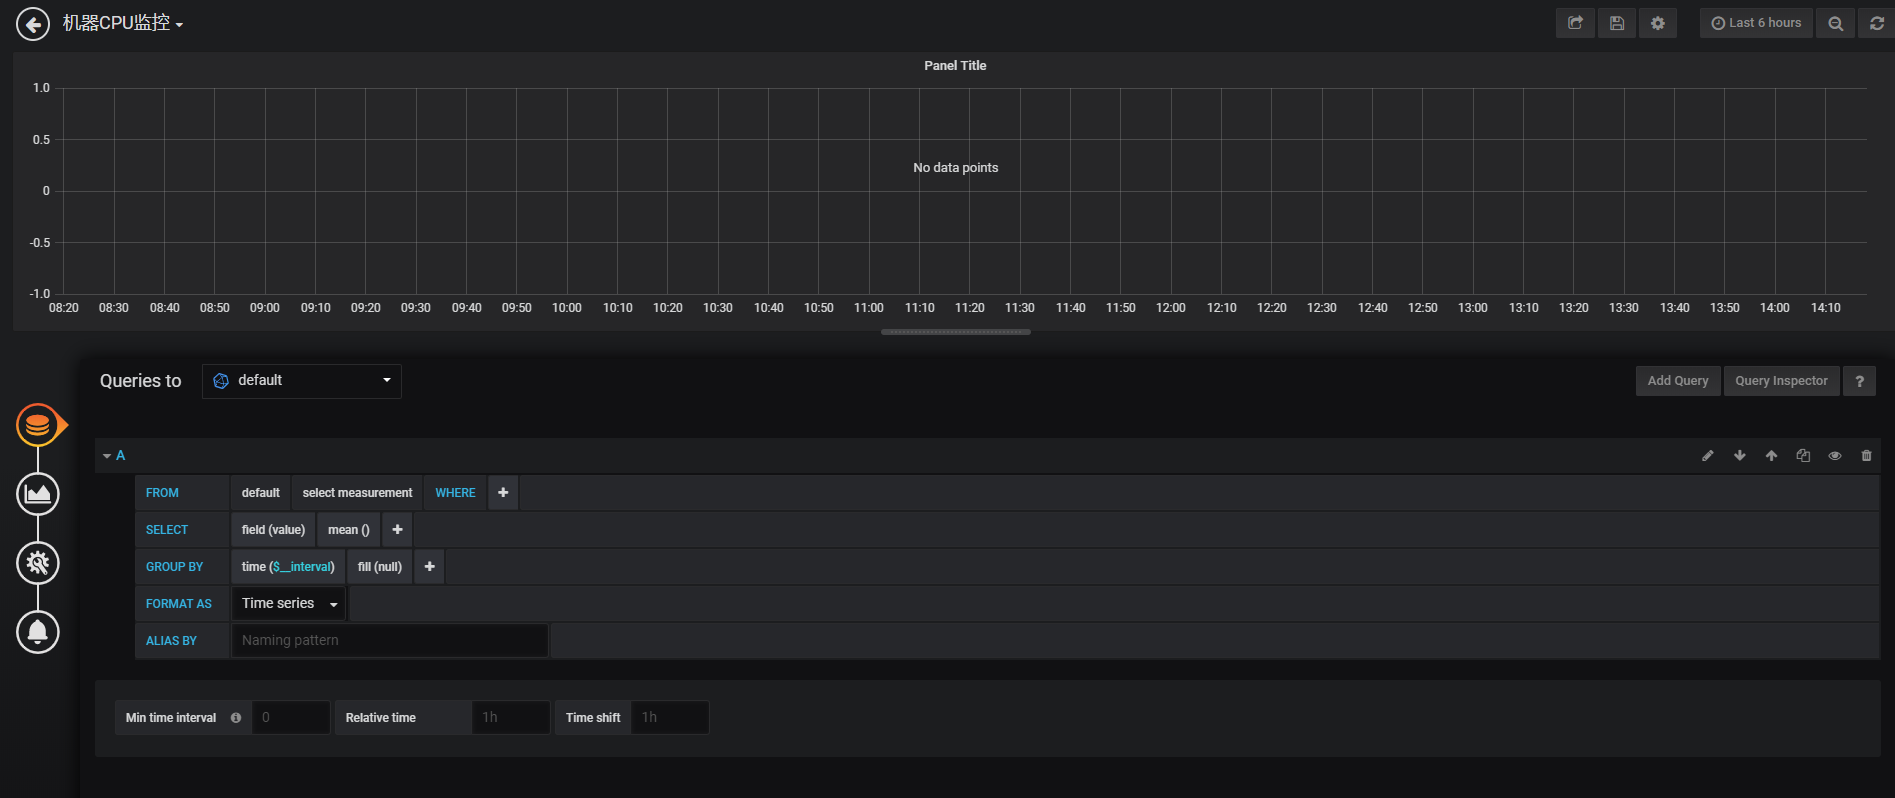 机器CPU监控
Last 6 hours
Panel Title
1.0
0.5
No data points
0
-0.5
-1.0
08:20 08:30 08:40 08:50 09:00 09:10 09:20 09:30 09:40 09:50 10:00 10:10 10:20 10:30 10:40 10:50 11:00 11:10 11:20 11:30 11:40 11:50 12:00 12:10 12:20 12:30 12:40 12:50 13:00 13:10 13:20 13:30 13:40 13:50 14:00 14:10
Queries to default Add Query Query Inspector ?
A
FROM default select measurement WHERE +
SELECT field (value) mean () +
GROUP BY time ($__interval) fill (null) +
FORMAT AS Time series
ALIAS BY Naming pattern
Min time interval 0 Relative time 1h Time shift 1h